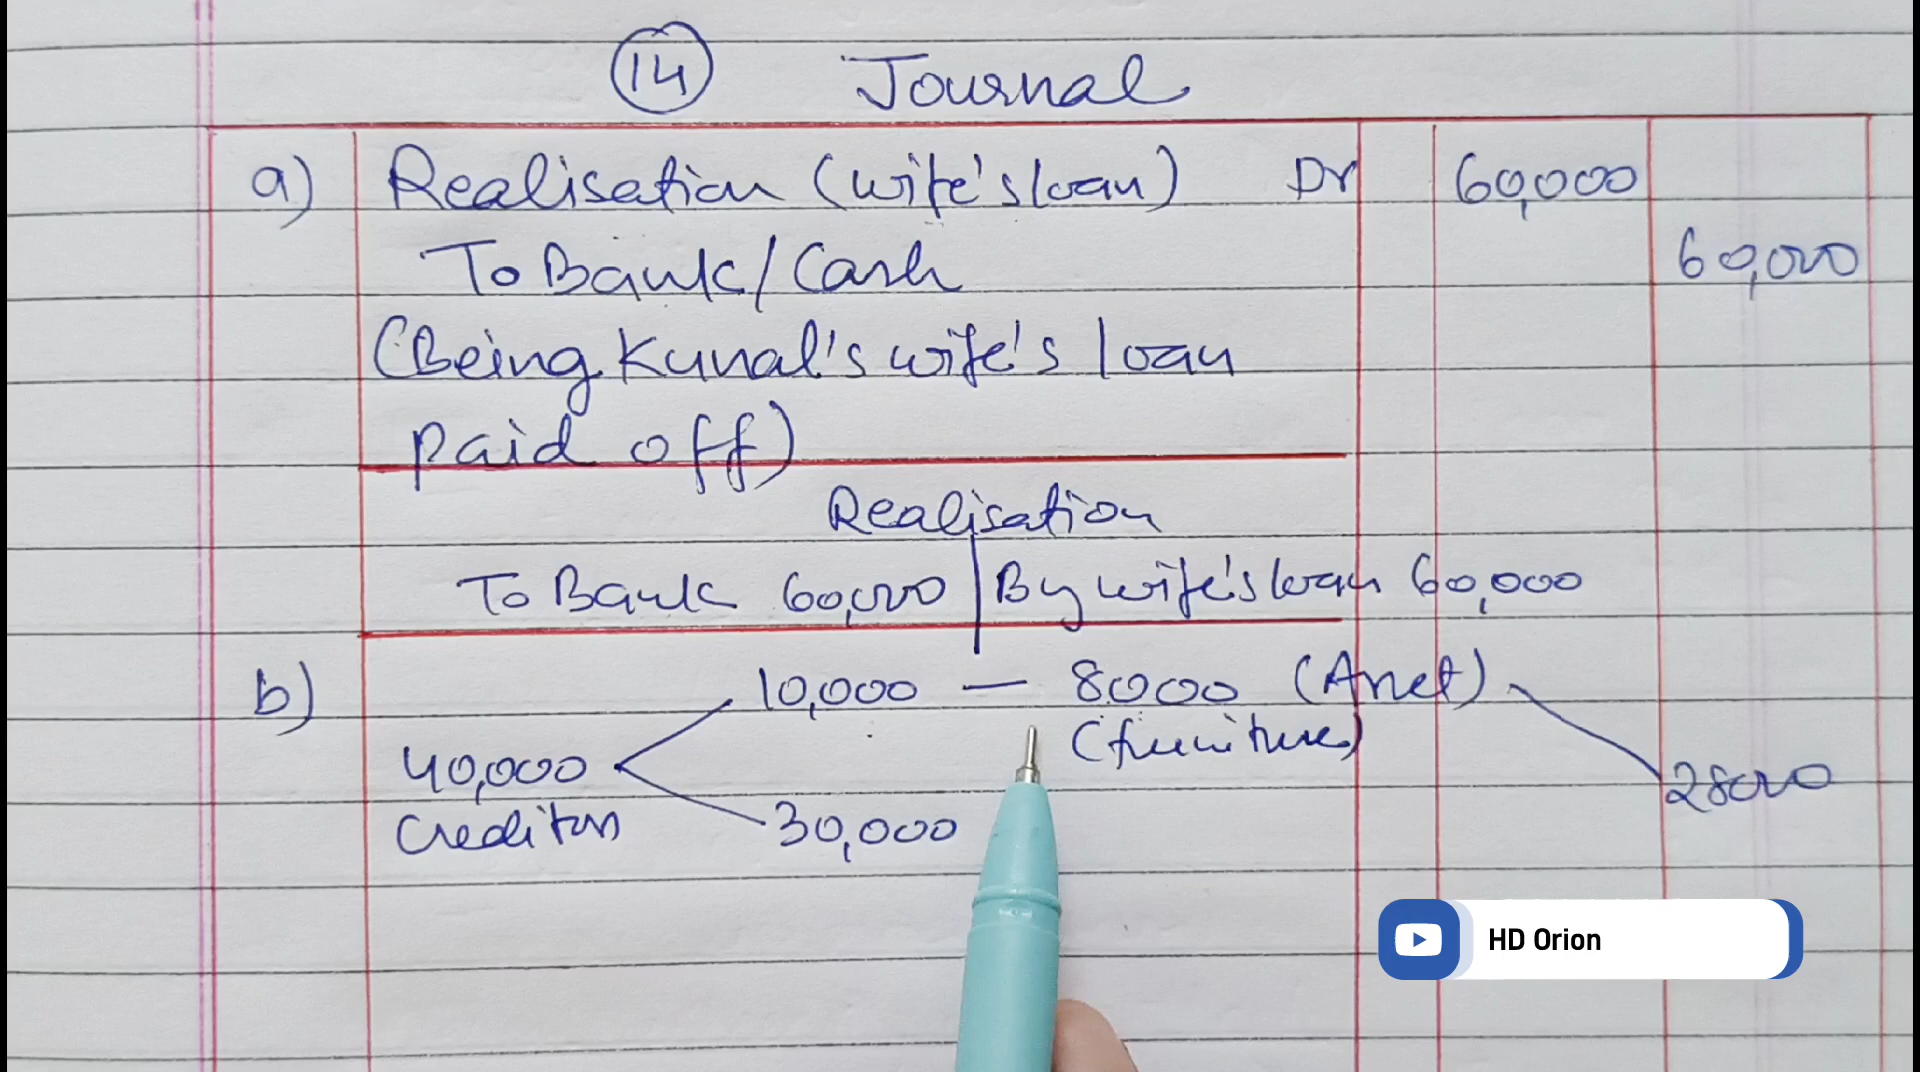 14 Journal
a) Realisation (wife's loan) Dr 60,000
To Bank/Cash 60,000
(Being Kunal's wife's loan
paid off)
Realisation
To Bank 60,000 By wife's loan 60,000
b) 10,000 — 8000 (Asset)
(furniture)
40,000 28000
Creditors 30,000
HD Orion